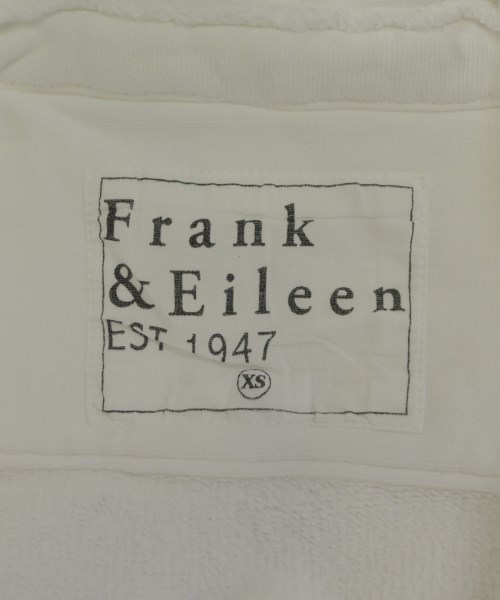 Frank
& Eileen
EST. 1947
XS